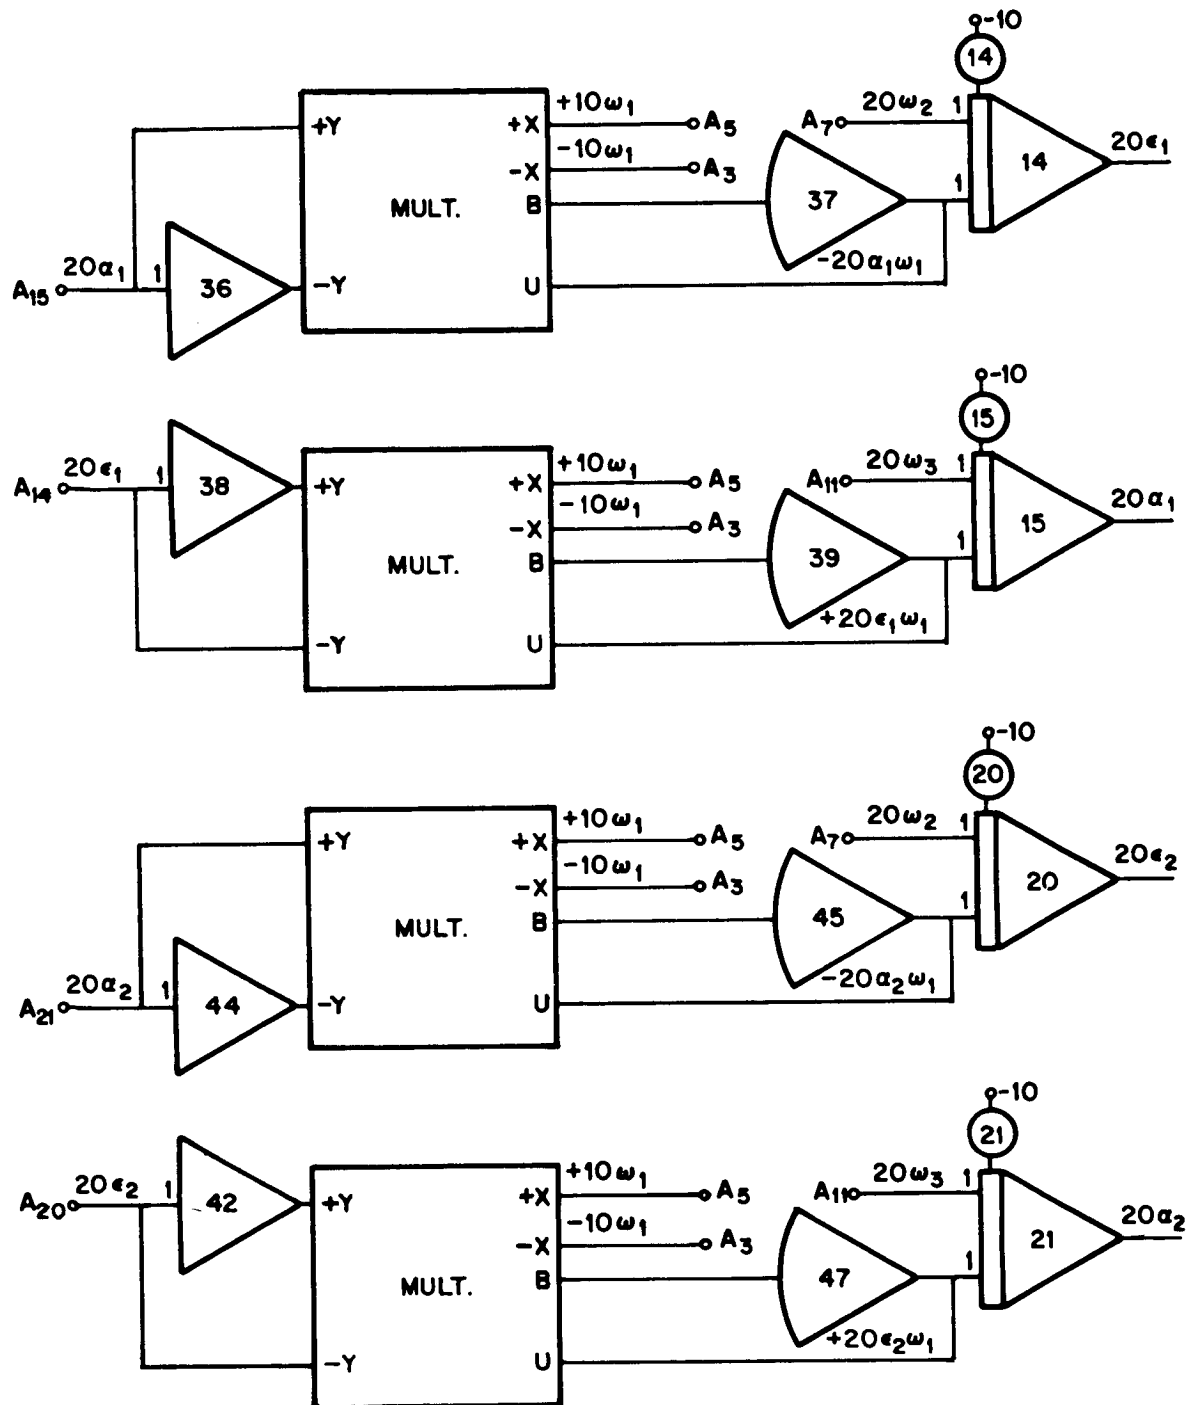 -10
14
+10ω₁
20ω₂
1
+Y
+X
A₅
A₇
-10ω₁
14
20ϵ₁
-X
A₃
MULT.
B
37
1
20α₁
1
-20α₁ω₁
A₁₅
36
-Y
U
-10
15
+10ω₁
20ω₃
1
20ϵ₁
1
A₁₄
38
+Y
+X
A₅
A₁₁
-10ω₁
15
20α₁
-X
A₃
MULT.
B
39
1
+20ϵ₁ω₁
-Y
U
-10
20
+10ω₁
20ω₂
1
+Y
+X
A₅
A₇
-10ω₁
20
20ϵ₂
-X
A₃
MULT.
B
45
1
20α₂
1
-20α₂ω₁
A₂₁
44
-Y
U
-10
21
+10ω₁
20ω₃
1
20ϵ₂
1
A₂₀
42
+Y
+X
A₅
A₁₁
-10ω₁
21
20α₂
-X
A₃
MULT.
B
47
1
+20ϵ₂ω₁
-Y
U